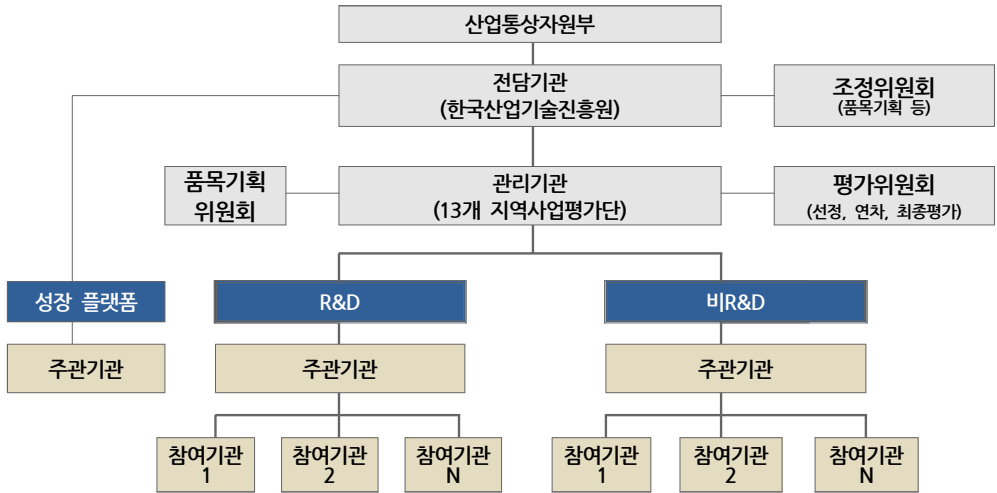 산업통상자원부
전담기관
(한국산업기술진흥원)
조정위원회
(품목기획 등)
품목기획
위원회
관리기관
(13개 지역사업평가단)
평가위원회
(선정, 연차, 최종평가)
성장 플랫폼
R&D
비R&D
주관기관
주관기관
주관기관
참여기관
1
참여기관
2
참여기관
N
참여기관
1
참여기관
2
참여기관
N